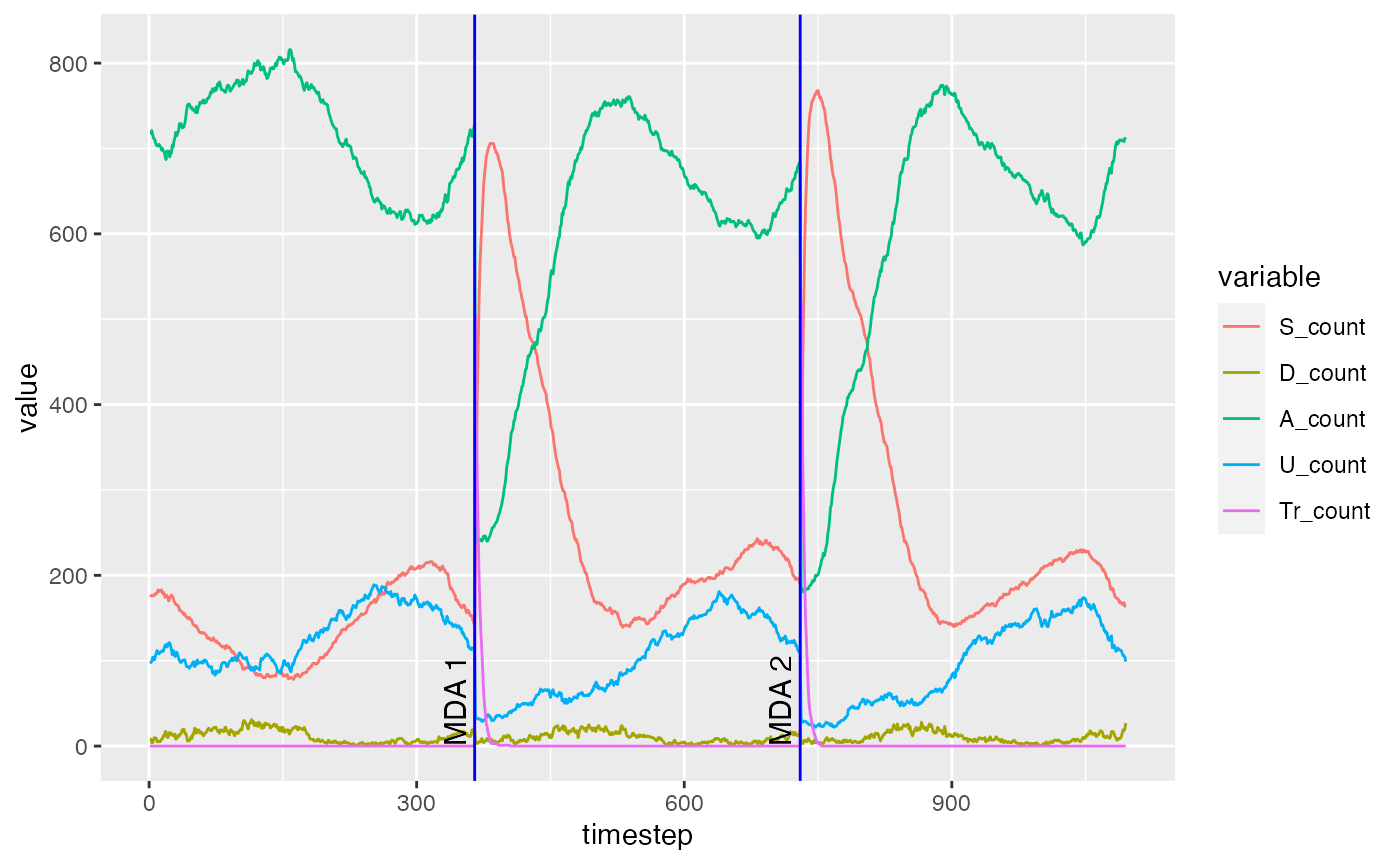 800
600
400
200
0
value
MDA 1
MDA 2
0
300
600
900
timestep
variable
S_count
D_count
A_count
U_count
Tr_count